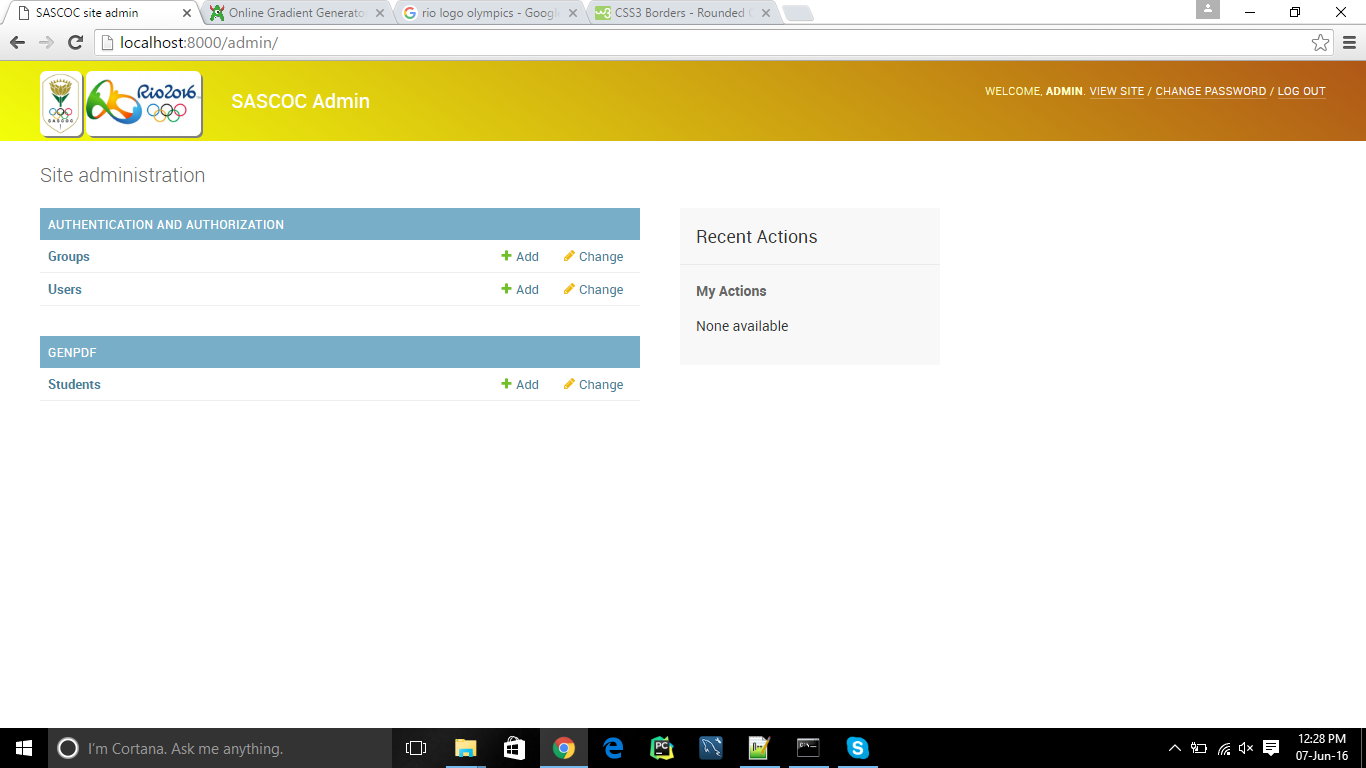 SASCOC site admin
Online Gradient Generato
rio logo olympics - Googl
CSS3 Borders - Rounded
localhost:8000/admin/
SASCOC
Rio2016
SASCOC Admin
WELCOME, ADMIN. VIEW SITE / CHANGE PASSWORD / LOG OUT
Site administration
AUTHENTICATION AND AUTHORIZATION
Groups Add Change
Users Add Change
GENPDF
Students Add Change
Recent Actions
My Actions
None available
I'm Cortana. Ask me anything.
PC
12:28 PM
07-Jun-16